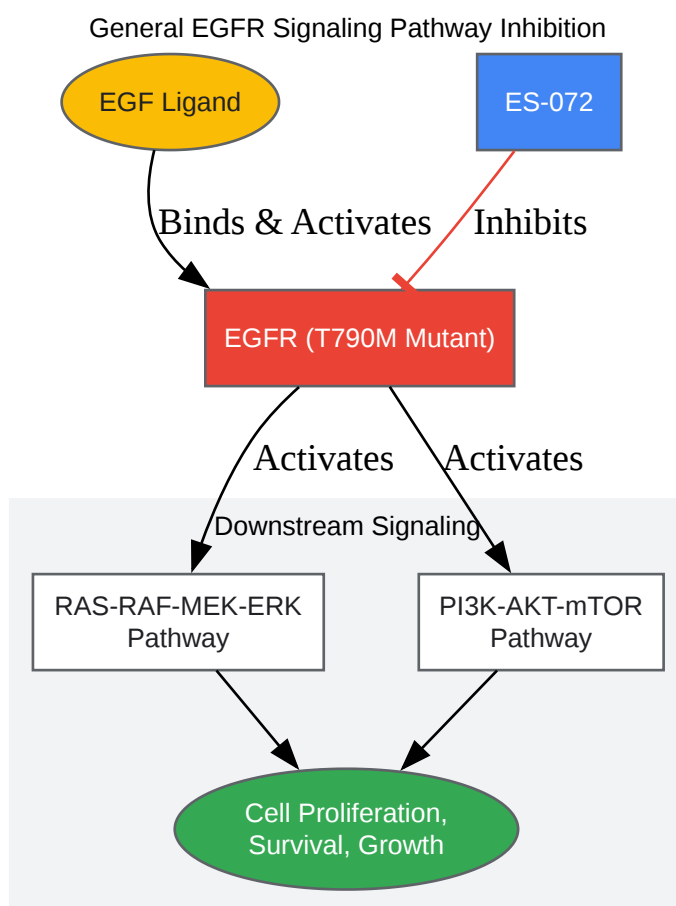 General EGFR Signaling Pathway Inhibition
EGF Ligand
ES-072
Binds & Activates
Inhibits
EGFR (T790M Mutant)
Activates
Activates
Downstream Signaling
RAS-RAF-MEK-ERK
Pathway
PI3K-AKT-mTOR
Pathway
Cell Proliferation,
Survival, Growth